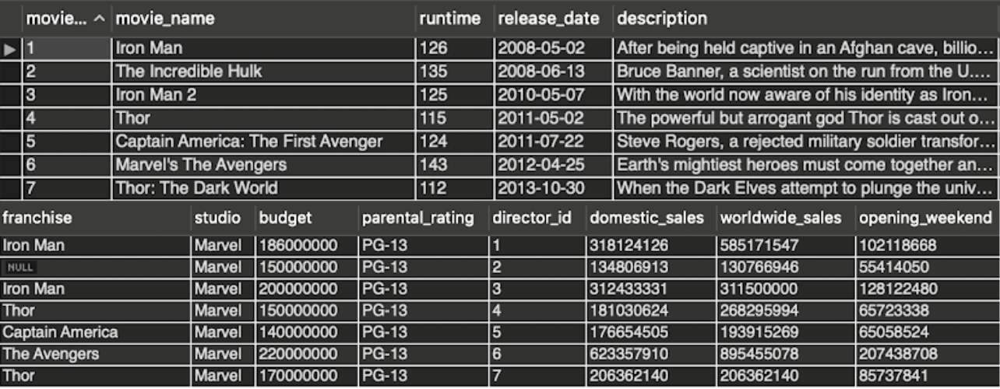 movie... movie_name runtime release_date description
1 Iron Man 126 2008-05-02 After being held captive in an Afghan cave, billio...
2 The Incredible Hulk 135 2008-06-13 Bruce Banner, a scientist on the run from the U....
3 Iron Man 2 125 2010-05-07 With the world now aware of his identity as Iron...
4 Thor 115 2011-05-02 The powerful but arrogant god Thor is cast out o...
5 Captain America: The First Avenger 124 2011-07-22 Steve Rogers, a rejected military soldier transfor...
6 Marvel's The Avengers 143 2012-04-25 Earth's mightiest heroes must come together an...
7 Thor: The Dark World 112 2013-10-30 When the Dark Elves attempt to plunge the univ...
franchise studio budget parental_rating director_id domestic_sales worldwide_sales opening_weekend
Iron Man Marvel 186000000 PG-13 1 318124126 585171547 102118668
NULL Marvel 150000000 PG-13 2 134806913 130766946 55414050
Iron Man Marvel 200000000 PG-13 3 312433331 311500000 128122480
Thor Marvel 150000000 PG-13 4 181030624 268295994 65723338
Captain America Marvel 140000000 PG-13 5 176654505 193915269 65058524
The Avengers Marvel 220000000 PG-13 6 623357910 895455078 207438708
Thor Marvel 170000000 PG-13 7 206362140 206362140 85737841